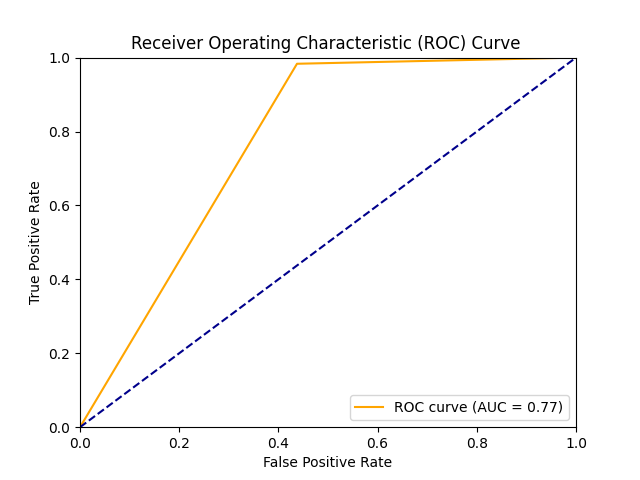 Receiver Operating Characteristic (ROC) Curve
1.0
0.8
0.6
0.4
0.2
0.0
True Positive Rate
0.0 0.2 0.4 0.6 0.8 1.0
False Positive Rate
ROC curve (AUC = 0.77)